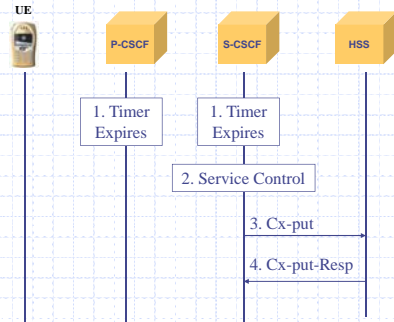 UE
P-CSCF
S-CSCF
HSS
1. Timer
Expires
1. Timer
Expires
2. Service Control
3. Cx-put
4. Cx-put-Resp